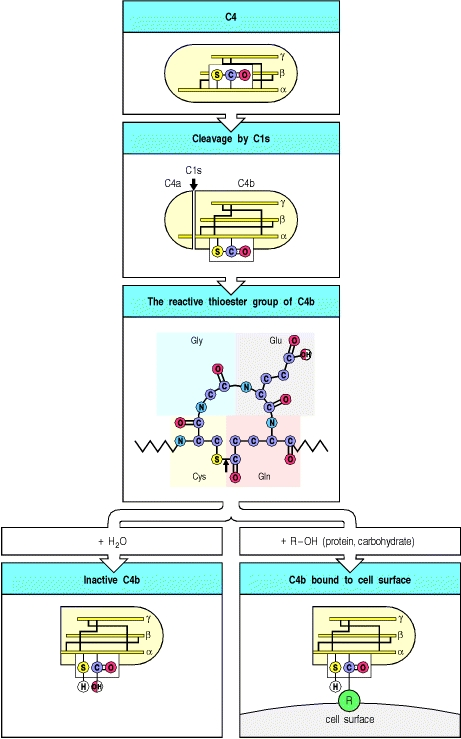 C4
γ
β
S C O
α
Cleavage by C1s
C1s
C4a C4b
γ
β
α
S C O
The reactive thioester group of C4b
Gly Glu
O
C OH
O C C
C N C
N C C O
O C N
N C C C C C C
S C O
O
Cys Gln
+ H2O
+ R–OH (protein, carbohydrate)
Inactive C4b
C4b bound to cell surface
γ
β
α
S C O
H OH
γ
β
α
S C O
H
R
cell surface